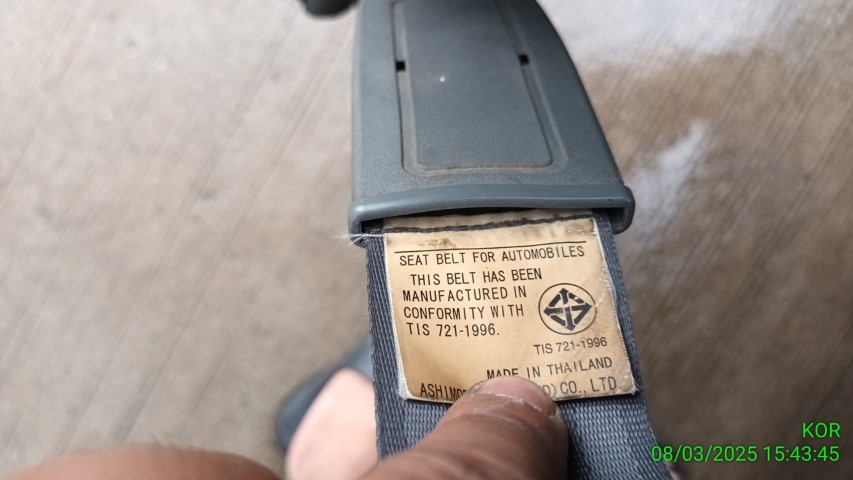 SEAT BELT FOR AUTOMOBILES
THIS BELT HAS BEEN
MANUFACTURED IN
CONFORMITY WITH
TIS 721-1996.
TIS 721-1996
MADE IN THAILAND
CO., LTD
KOR
08/03/2025 15:43:45